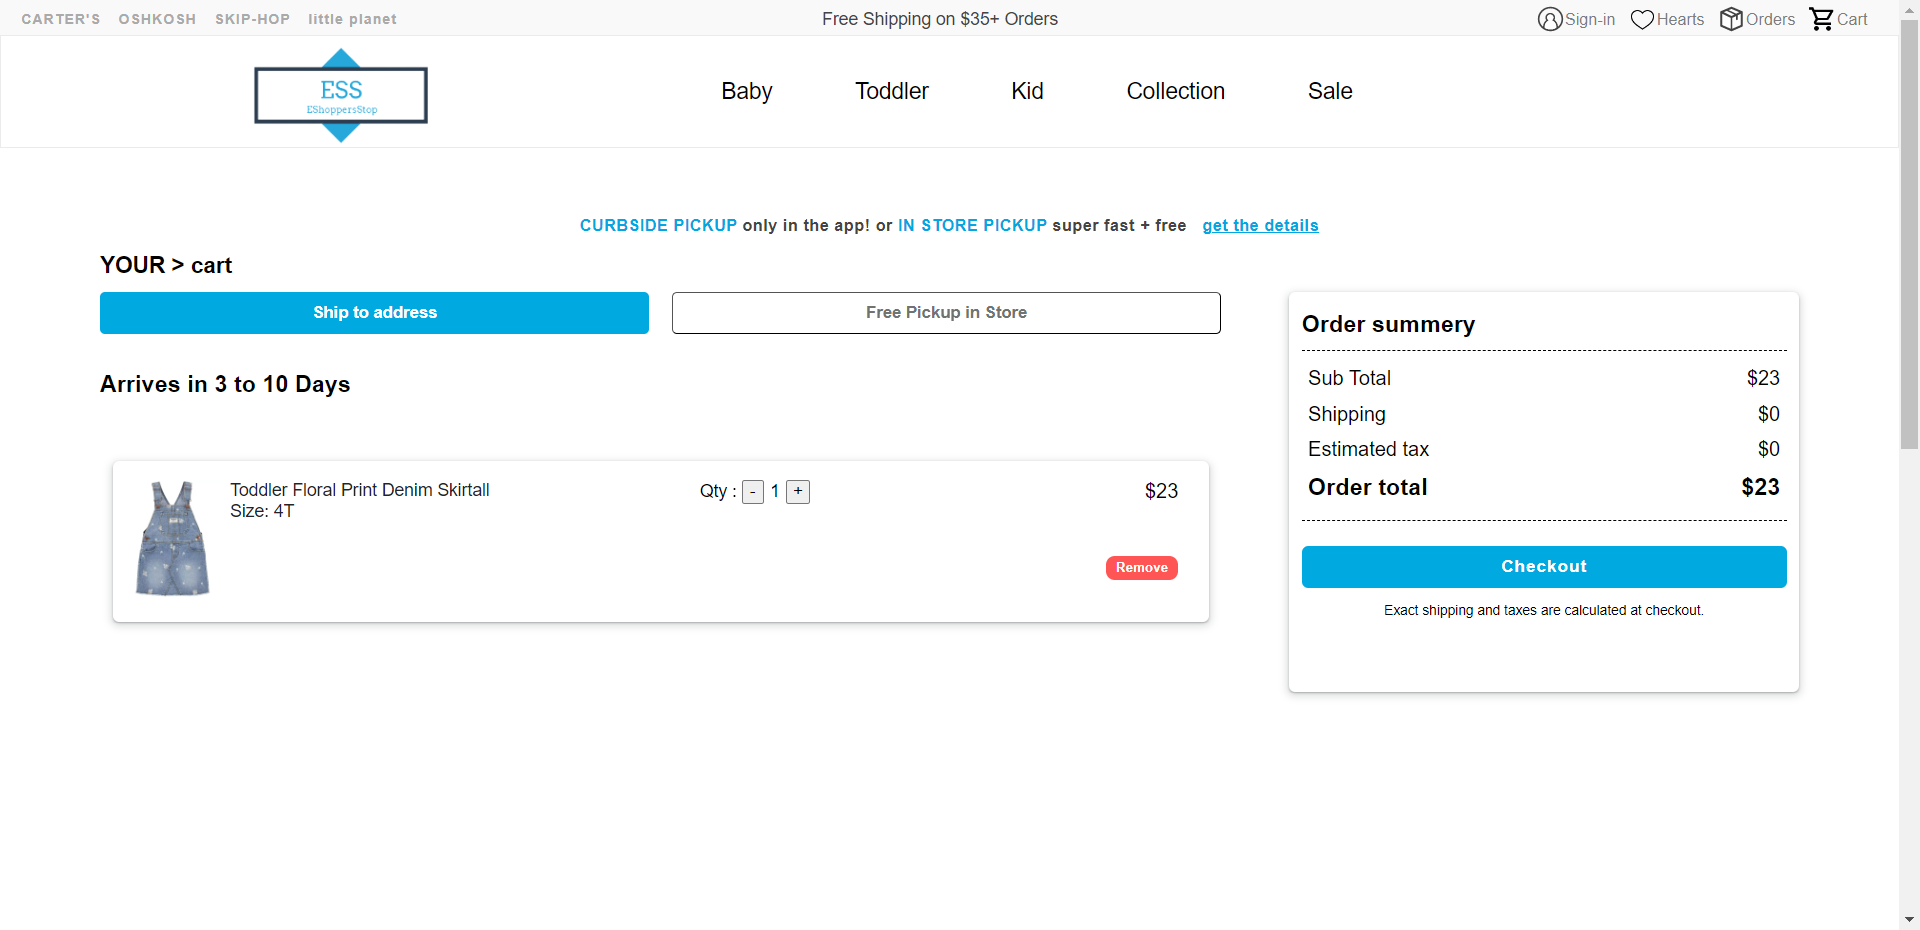 CARTER'S OSHKOSH SKIP-HOP little planet
Free Shipping on $35+ Orders
Sign-in Hearts Orders Cart
ESS
EShoppersStop
Baby Toddler Kid Collection Sale
CURBSIDE PICKUP only in the app! or IN STORE PICKUP super fast + free get the details
YOUR > cart
Ship to address
Free Pickup in Store
Arrives in 3 to 10 Days
Toddler Floral Print Denim Skirtall
Size: 4T
Qty : - 1 +
$23
Remove
Order summery
Sub Total $23
Shipping $0
Estimated tax $0
Order total $23
Checkout
Exact shipping and taxes are calculated at checkout.